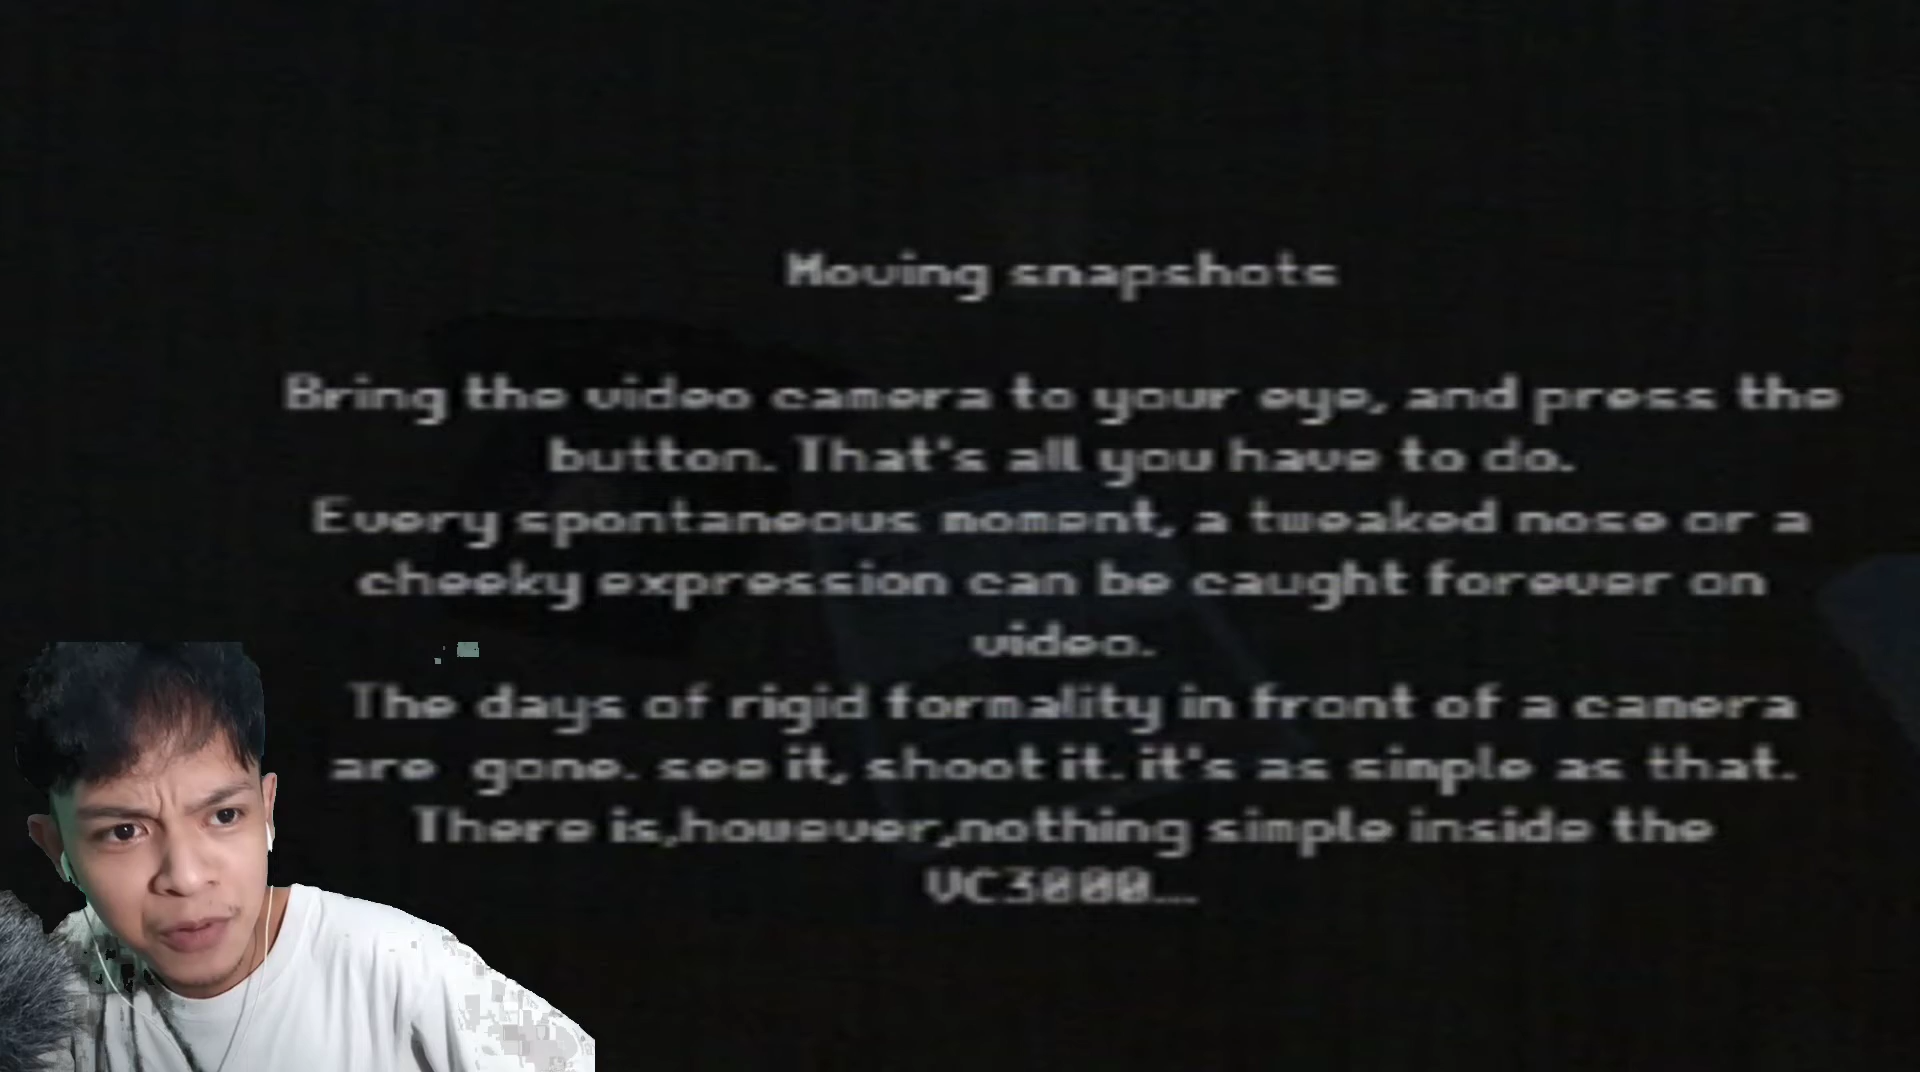 Moving snapshots
Bring the video camera to your eye, and press the
button. That's all you have to do.
Every spontaneous moment, a tweaked nose or a
cheeky expression can be caught forever on
video.
The days of rigid formality in front of a camera
are gone. see it, shoot it. it's as simple as that.
There is,however,nothing simple inside the
VC3000...